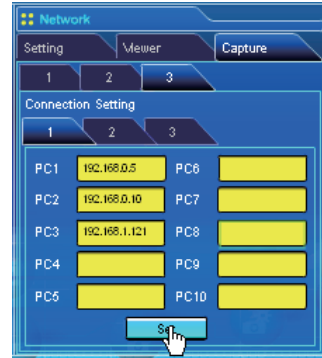 Network
Setting Viewer Capture
1 2 3
Connection Setting
1 2 3
PC1 192.168.0.5 PC6
PC2 192.168.0.10 PC7
PC3 192.168.1.121 PC8
PC4 PC9
PC5 PC10